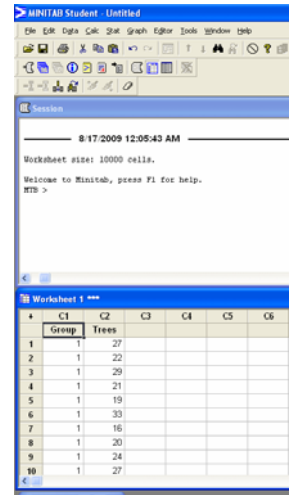 MINITAB Student - Untitled
File Edit Data Calc Stat Graph Editor Tools Window Help
Session
8/17/2009 12:05:43 AM
Worksheet size: 10000 cells.
Welcome to Minitab, press F1 for help.
MTB >
Worksheet 1 ***
C1 C2 C3 C4 C5 C6
Group Trees
1 1 27
2 1 22
3 1 29
4 1 21
5 1 19
6 1 33
7 1 16
8 1 20
9 1 24
10 1 27